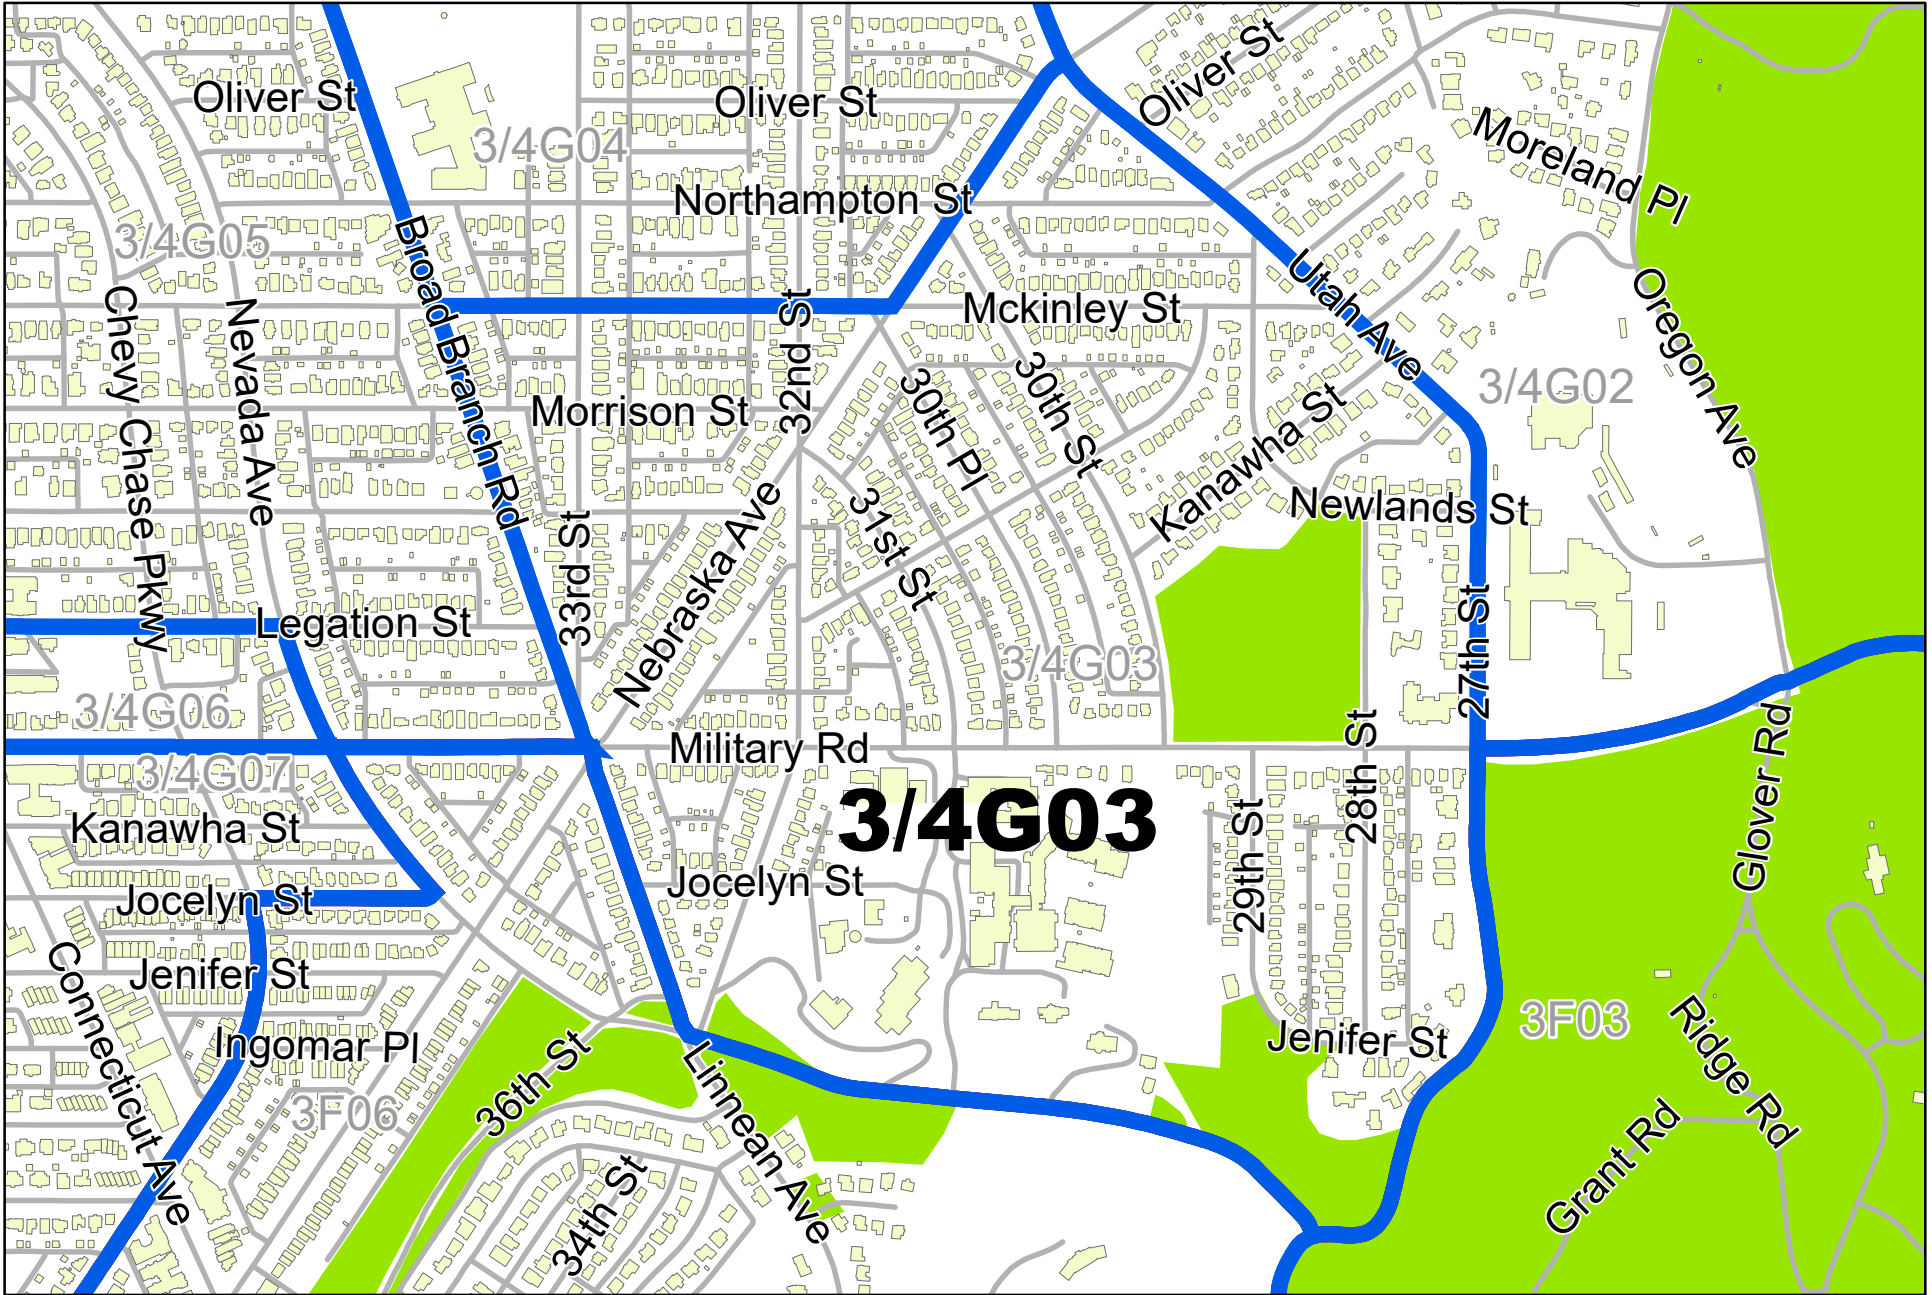 Oliver St
Oliver St
Oliver St
3/4G04
Moreland Pl
Northampton St
3/4G05
Broad Branch Rd
Utah Ave
Oregon Ave
Chevy Chase Pkwy
Nevada Ave
32nd St
Mckinley St
30th Pl
30th St
3/4G02
Morrison St
Kanawha St
31st St
Newlands St
33rd St
Nebraska Ave
Legation St
27th St
3/4G03
3/4G06
Military Rd
28th St
Glover Rd
3/4G07
3/4G03
29th St
Kanawha St
Jocelyn St
Jocelyn St
Connecticut Ave
Jenifer St
3F03
Ridge Rd
Ingomar Pl
36th St
Linnean Ave
Jenifer St
3F06
Grant Rd
34th St